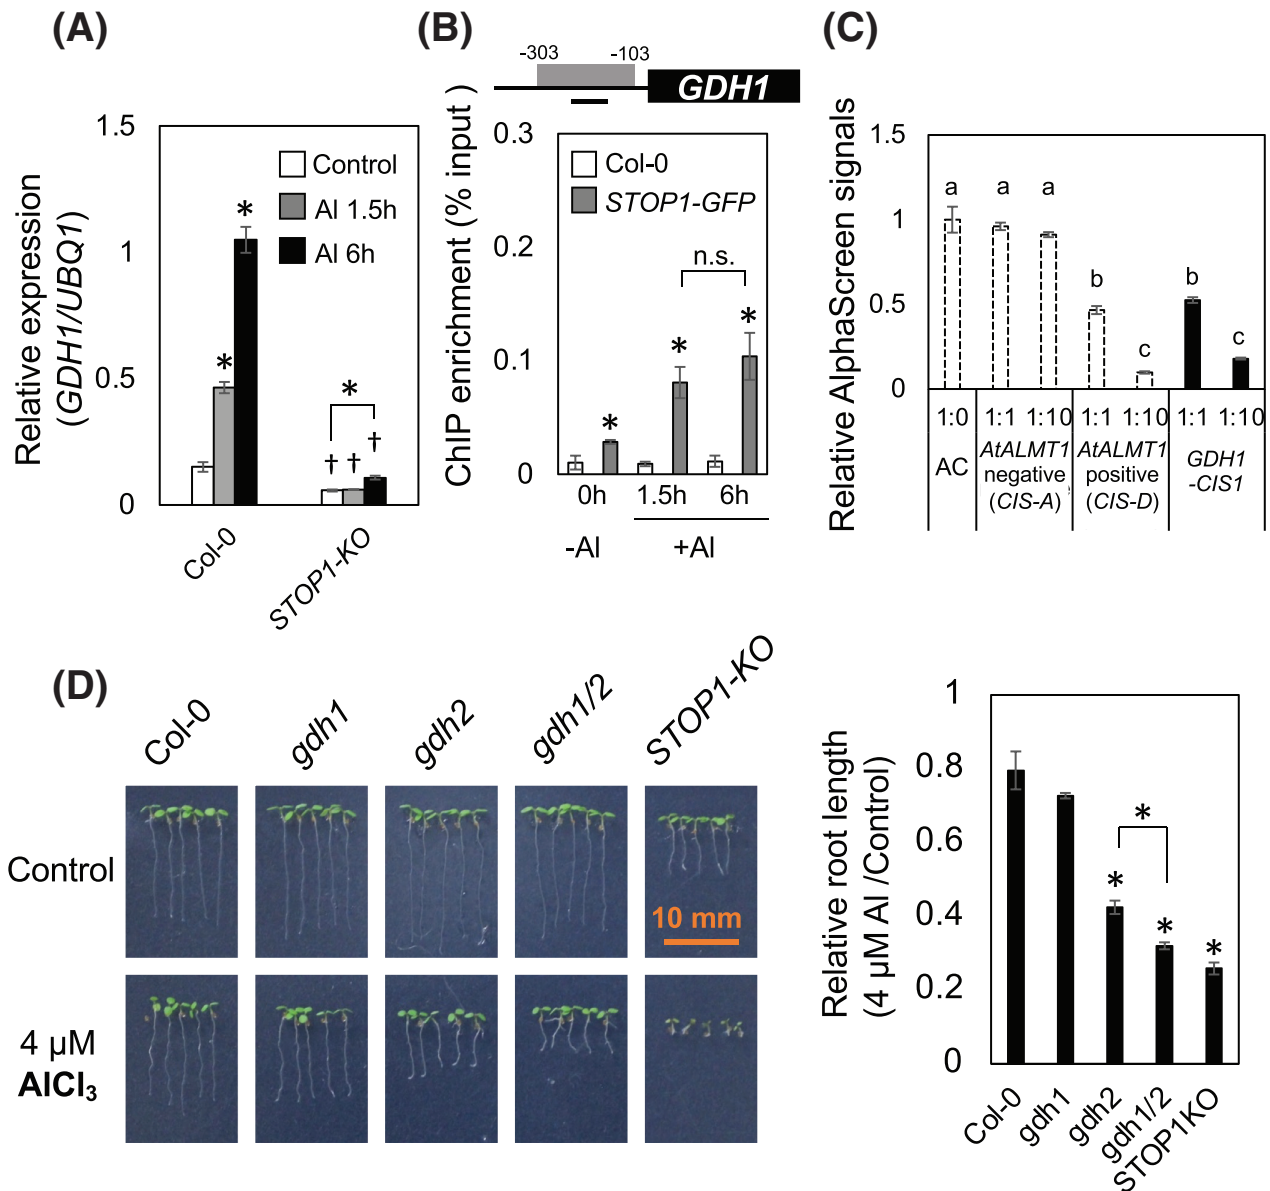 (A)
Relative expression
(GDH1/UBQ1)
1.5
1
0.5
0
Control
Al 1.5h
Al 6h
*
*
*
†
†
†
Col-0
STOP1-KO
(B)
-303
-103
GDH1
ChIP enrichment (% input )
0.3
0.2
0.1
0
Col-0
STOP1-GFP
n.s.
*
*
*
0h
1.5h
6h
-Al
+Al
(C)
Relative AlphaScreen signals
1.5
1
0.5
0
a
a
a
b
c
b
c
1:0
1:1
1:10
1:1
1:10
1:1
1:10
AC
AtALMT1
negative
(CIS-A)
AtALMT1
positive
(CIS-D)
GDH1
-CIS1
(D)
Col-0
gdh1
gdh2
gdh1/2
STOP1-KO
Control
10 mm
4 µM
AlCl₃
Relative root length
(4 µM Al /Control)
1
0.8
0.6
0.4
0.2
0
*
*
*
*
Col-0
gdh1
gdh2
gdh1/2
STOP1KO